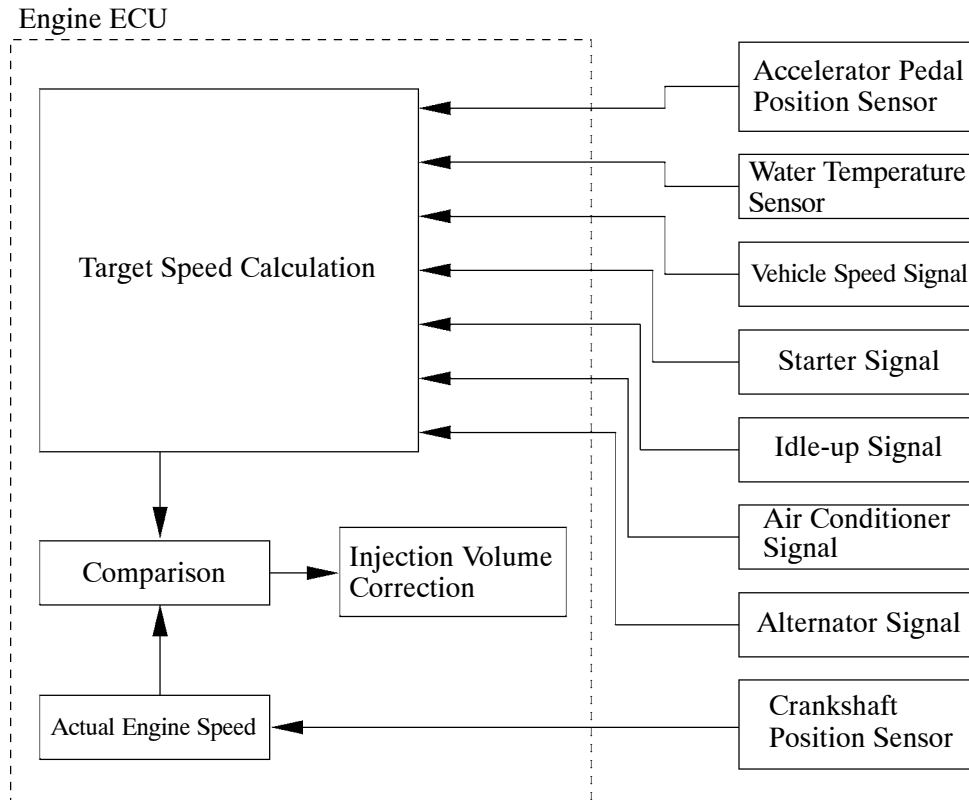 Engine ECU
Accelerator Pedal
Position Sensor
Water Temperature
Sensor
Target Speed Calculation
Vehicle Speed Signal
Starter Signal
Idle-up Signal
Air Conditioner
Signal
Comparison
Injection Volume
Correction
Alternator Signal
Actual Engine Speed
Crankshaft
Position Sensor